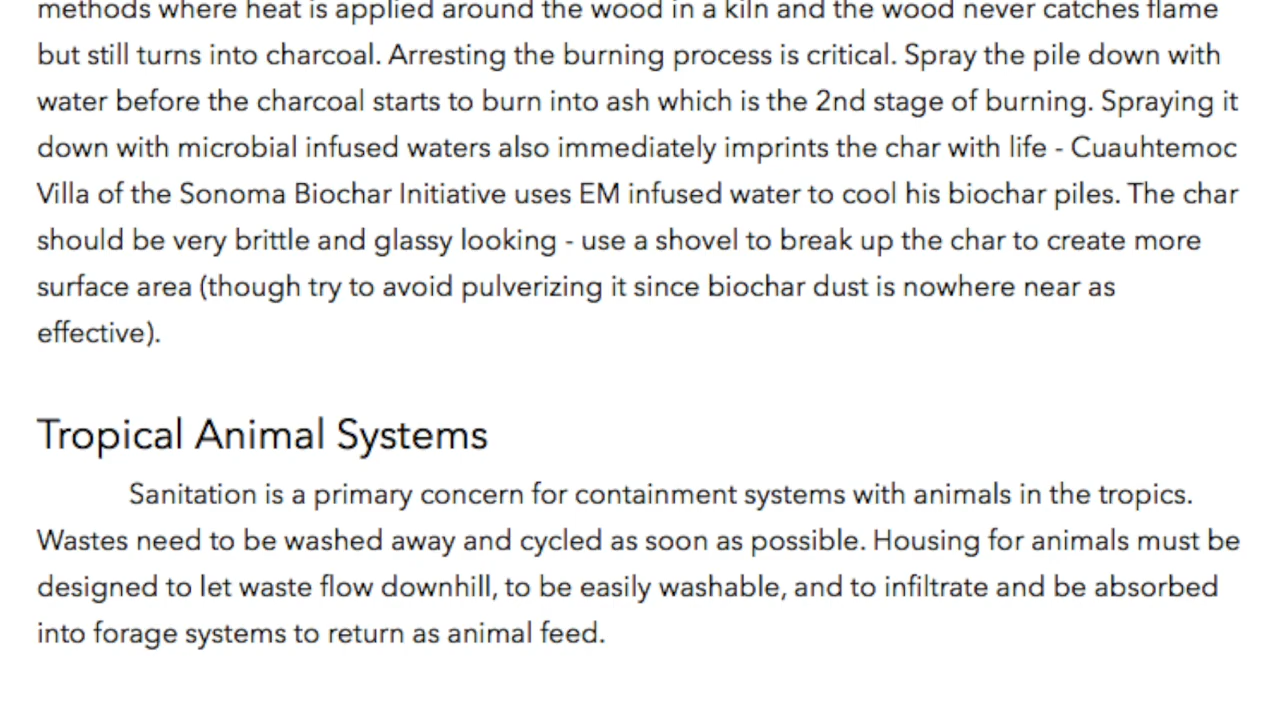 methods where heat is applied around the wood in a kiln and the wood never catches flame
but still turns into charcoal. Arresting the burning process is critical. Spray the pile down with
water before the charcoal starts to burn into ash which is the 2nd stage of burning. Spraying it
down with microbial infused waters also immediately imprints the char with life - Cuauhtemoc
Villa of the Sonoma Biochar Initiative uses EM infused water to cool his biochar piles. The char
should be very brittle and glassy looking - use a shovel to break up the char to create more
surface area (though try to avoid pulverizing it since biochar dust is nowhere near as
effective).
Tropical Animal Systems
Sanitation is a primary concern for containment systems with animals in the tropics.
Wastes need to be washed away and cycled as soon as possible. Housing for animals must be
designed to let waste flow downhill, to be easily washable, and to infiltrate and be absorbed
into forage systems to return as animal feed.